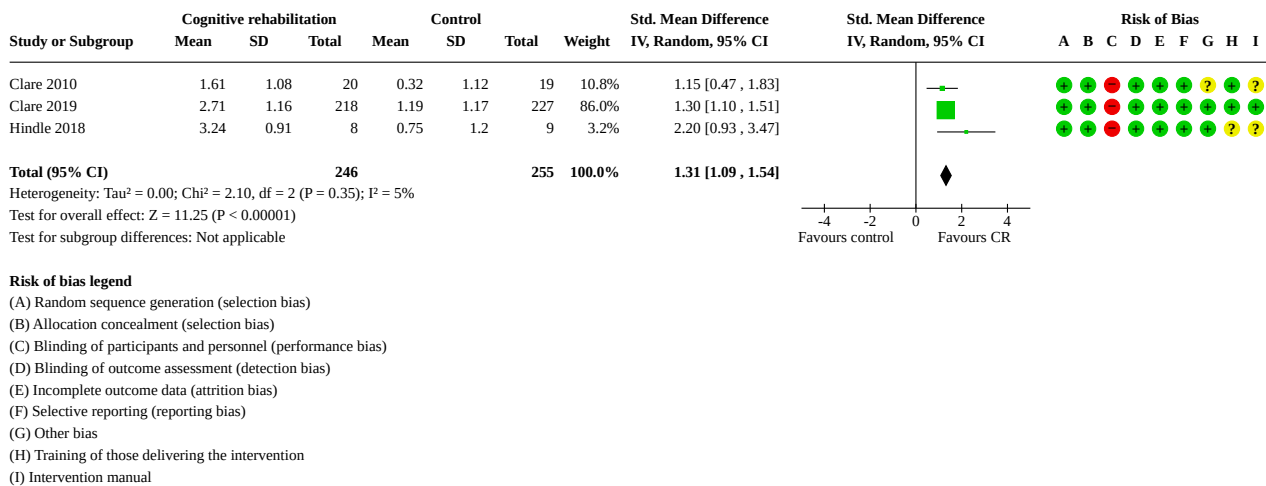 Cognitive rehabilitation Control Std. Mean Difference Std. Mean Difference Risk of Bias
Study or Subgroup Mean SD Total Mean SD Total Weight IV, Random, 95% CI IV, Random, 95% CI A B C D E F G H I
Clare 2010 1.61 1.08 20 0.32 1.12 19 10.8% 1.15 [0.47 , 1.83] + + − + + + ? + ?
Clare 2019 2.71 1.16 218 1.19 1.17 227 86.0% 1.30 [1.10 , 1.51] + + − + + + + + +
Hindle 2018 3.24 0.91 8 0.75 1.2 9 3.2% 2.20 [0.93 , 3.47] + + − + + + + ? ?
Total (95% CI) 246 255 100.0% 1.31 [1.09 , 1.54]
Heterogeneity: Tau² = 0.00; Chi² = 2.10, df = 2 (P = 0.35); I² = 5%
Test for overall effect: Z = 11.25 (P < 0.00001)
-4 -2 0 2 4
Test for subgroup differences: Not applicable
Favours control Favours CR
Risk of bias legend
(A) Random sequence generation (selection bias)
(B) Allocation concealment (selection bias)
(C) Blinding of participants and personnel (performance bias)
(D) Blinding of outcome assessment (detection bias)
(E) Incomplete outcome data (attrition bias)
(F) Selective reporting (reporting bias)
(G) Other bias
(H) Training of those delivering the intervention
(I) Intervention manual